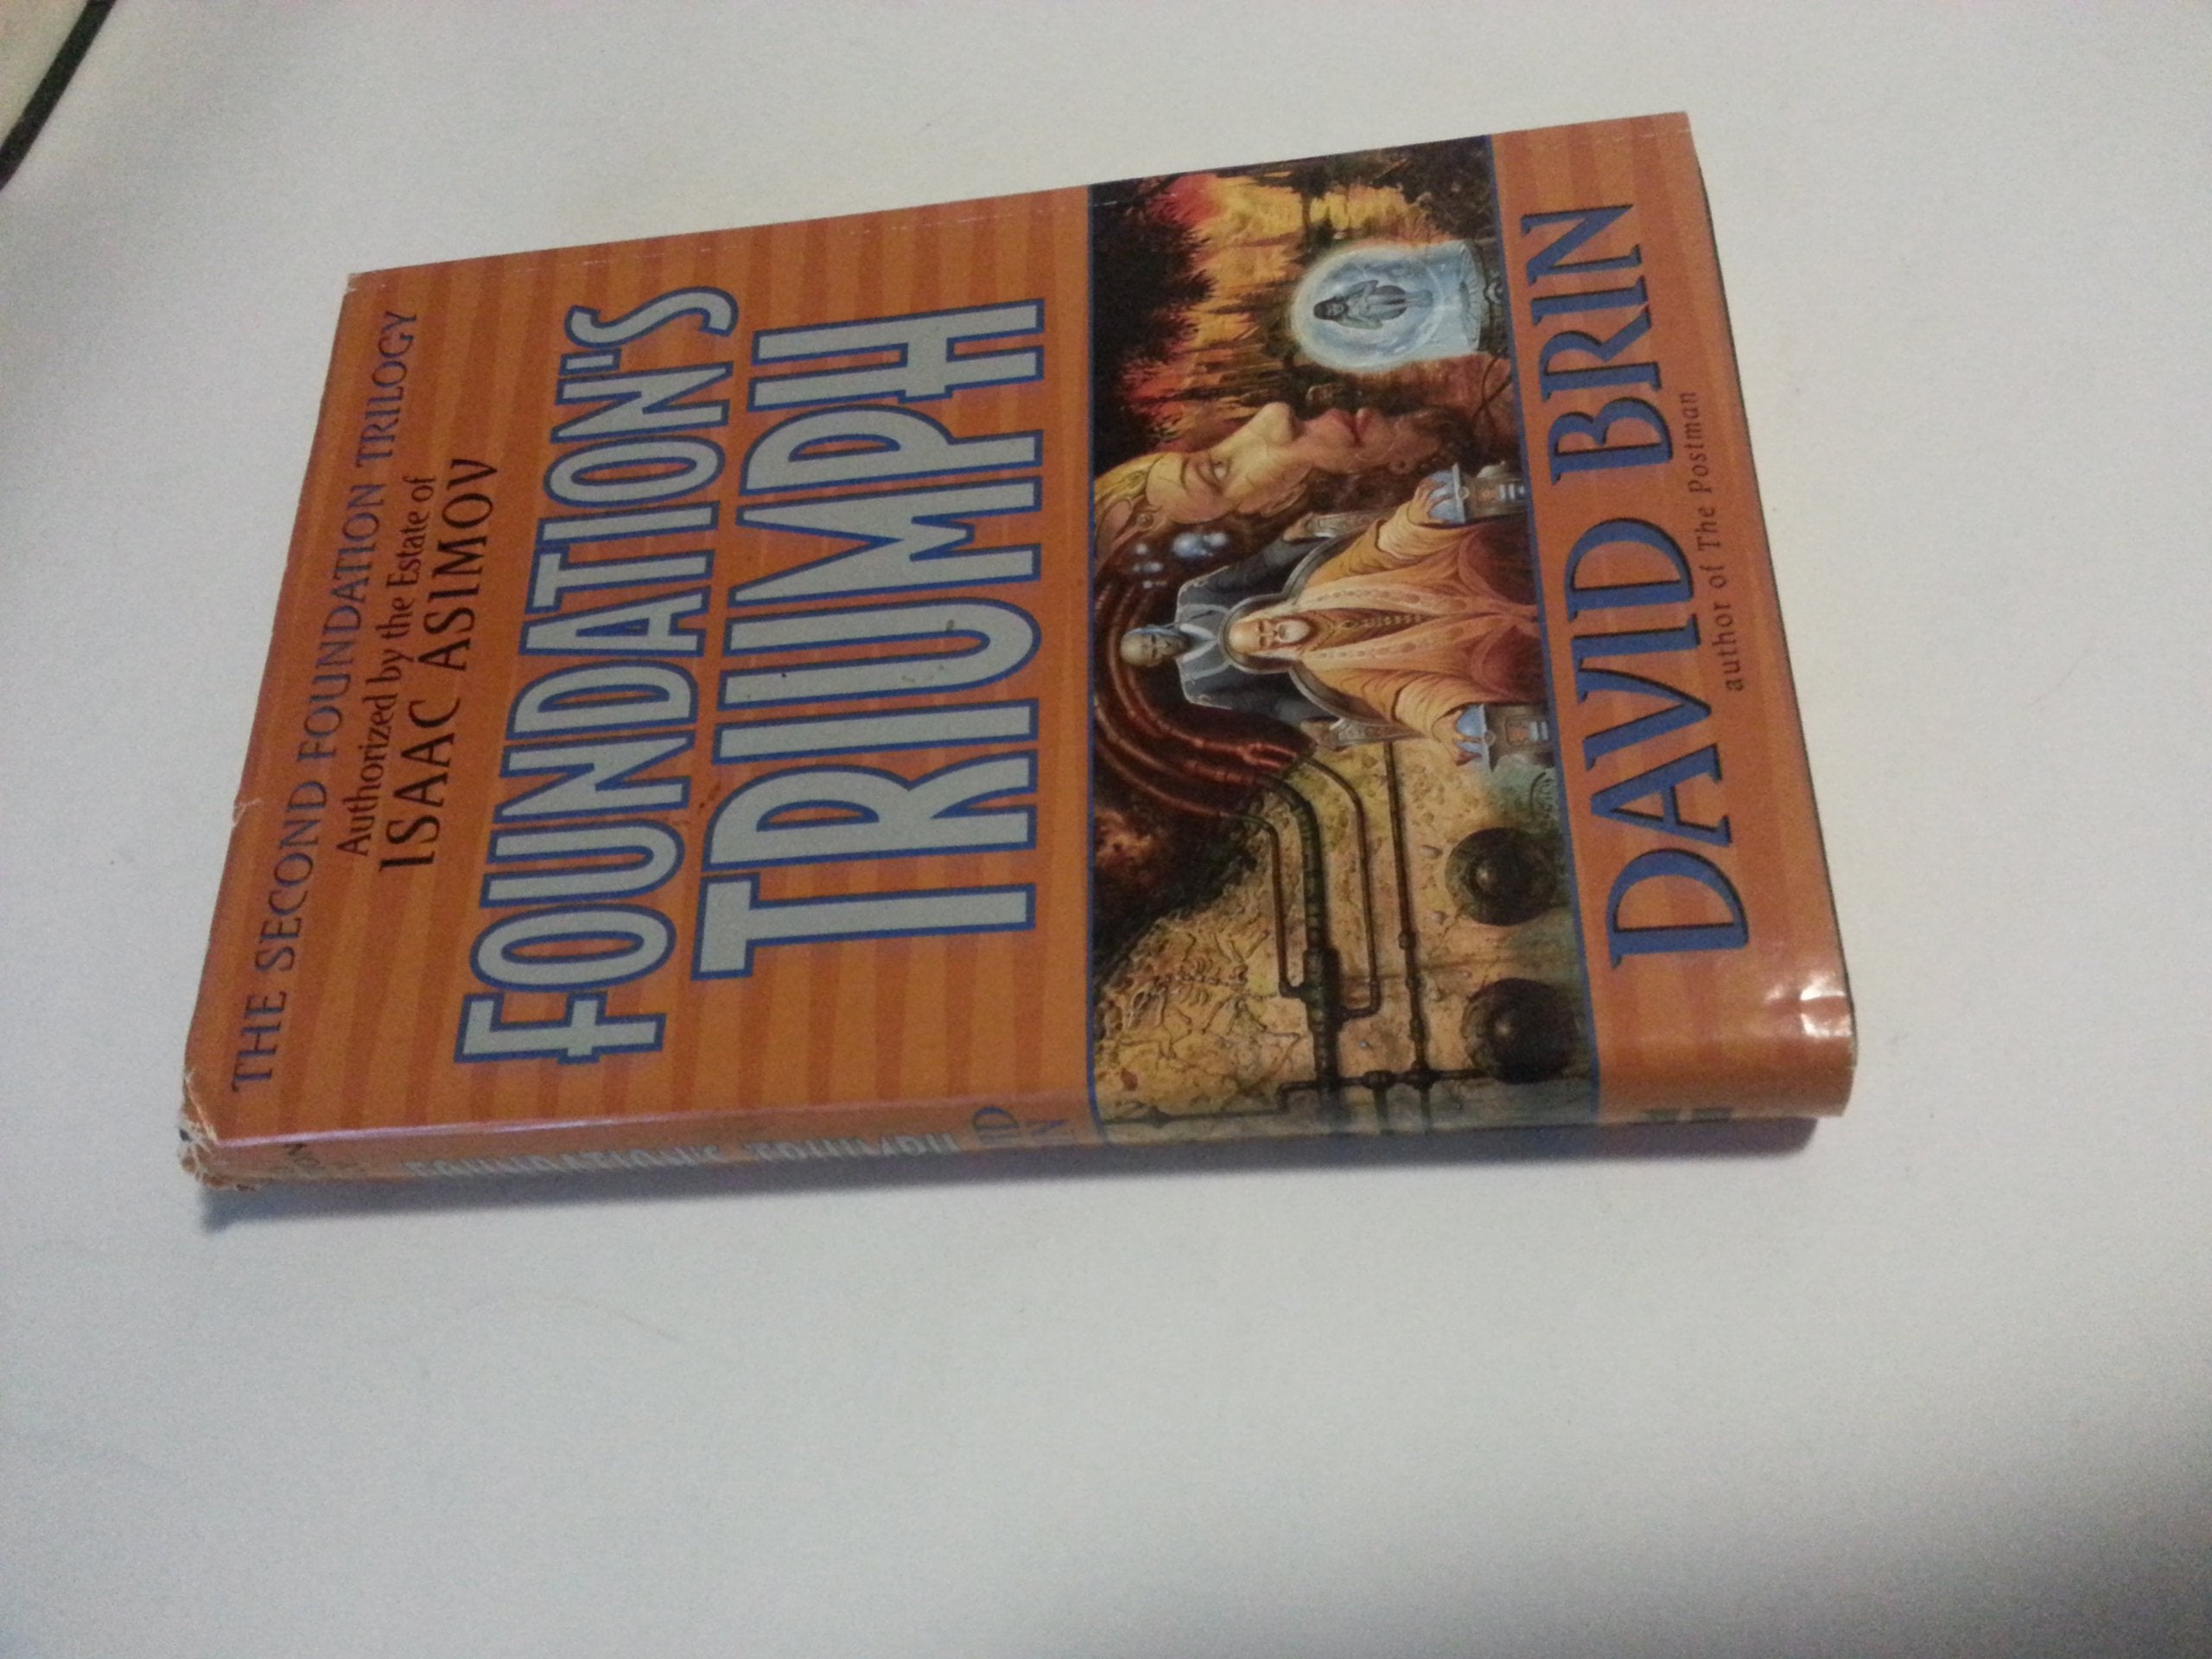 THE SECOND FOUNDATION TRILOGY
Authorized by the Estate of
ISAAC ASIMOV
FOUNDATION'S
TRIUMPH
DAVID BRIN
author of The Postman
FOUNDATION'S TRIUMPH